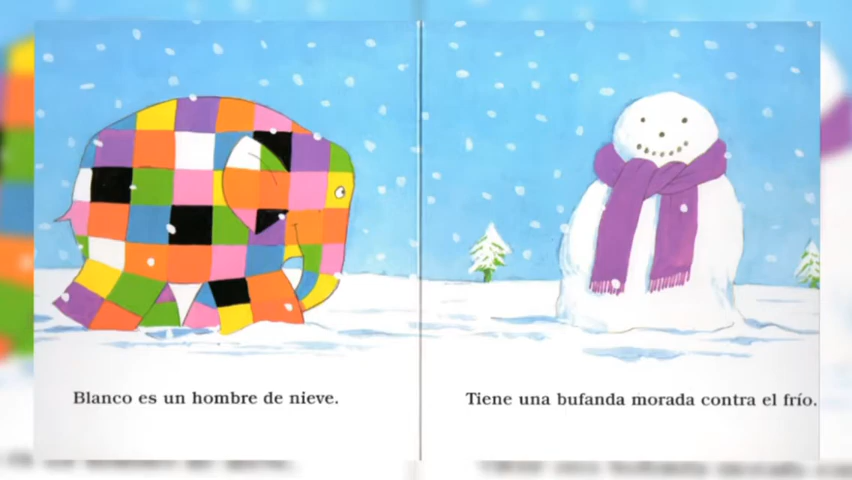 Blanco es un hombre de nieve.
Tiene una bufanda morada contra el frío.